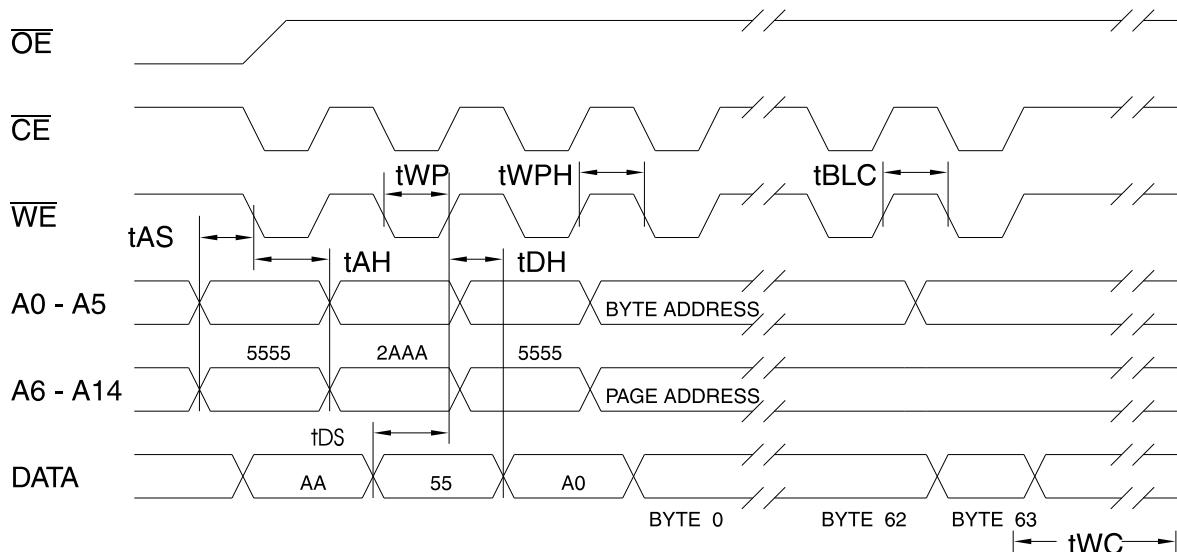 OE
CE
tWP
tWPH
tBLC
WE
tAS
tAH
tDH
A0 - A5
BYTE ADDRESS
5555
2AAA
5555
A6 - A14
PAGE ADDRESS
tDS
DATA
AA
55
A0
BYTE 0
BYTE 62
BYTE 63
tWC